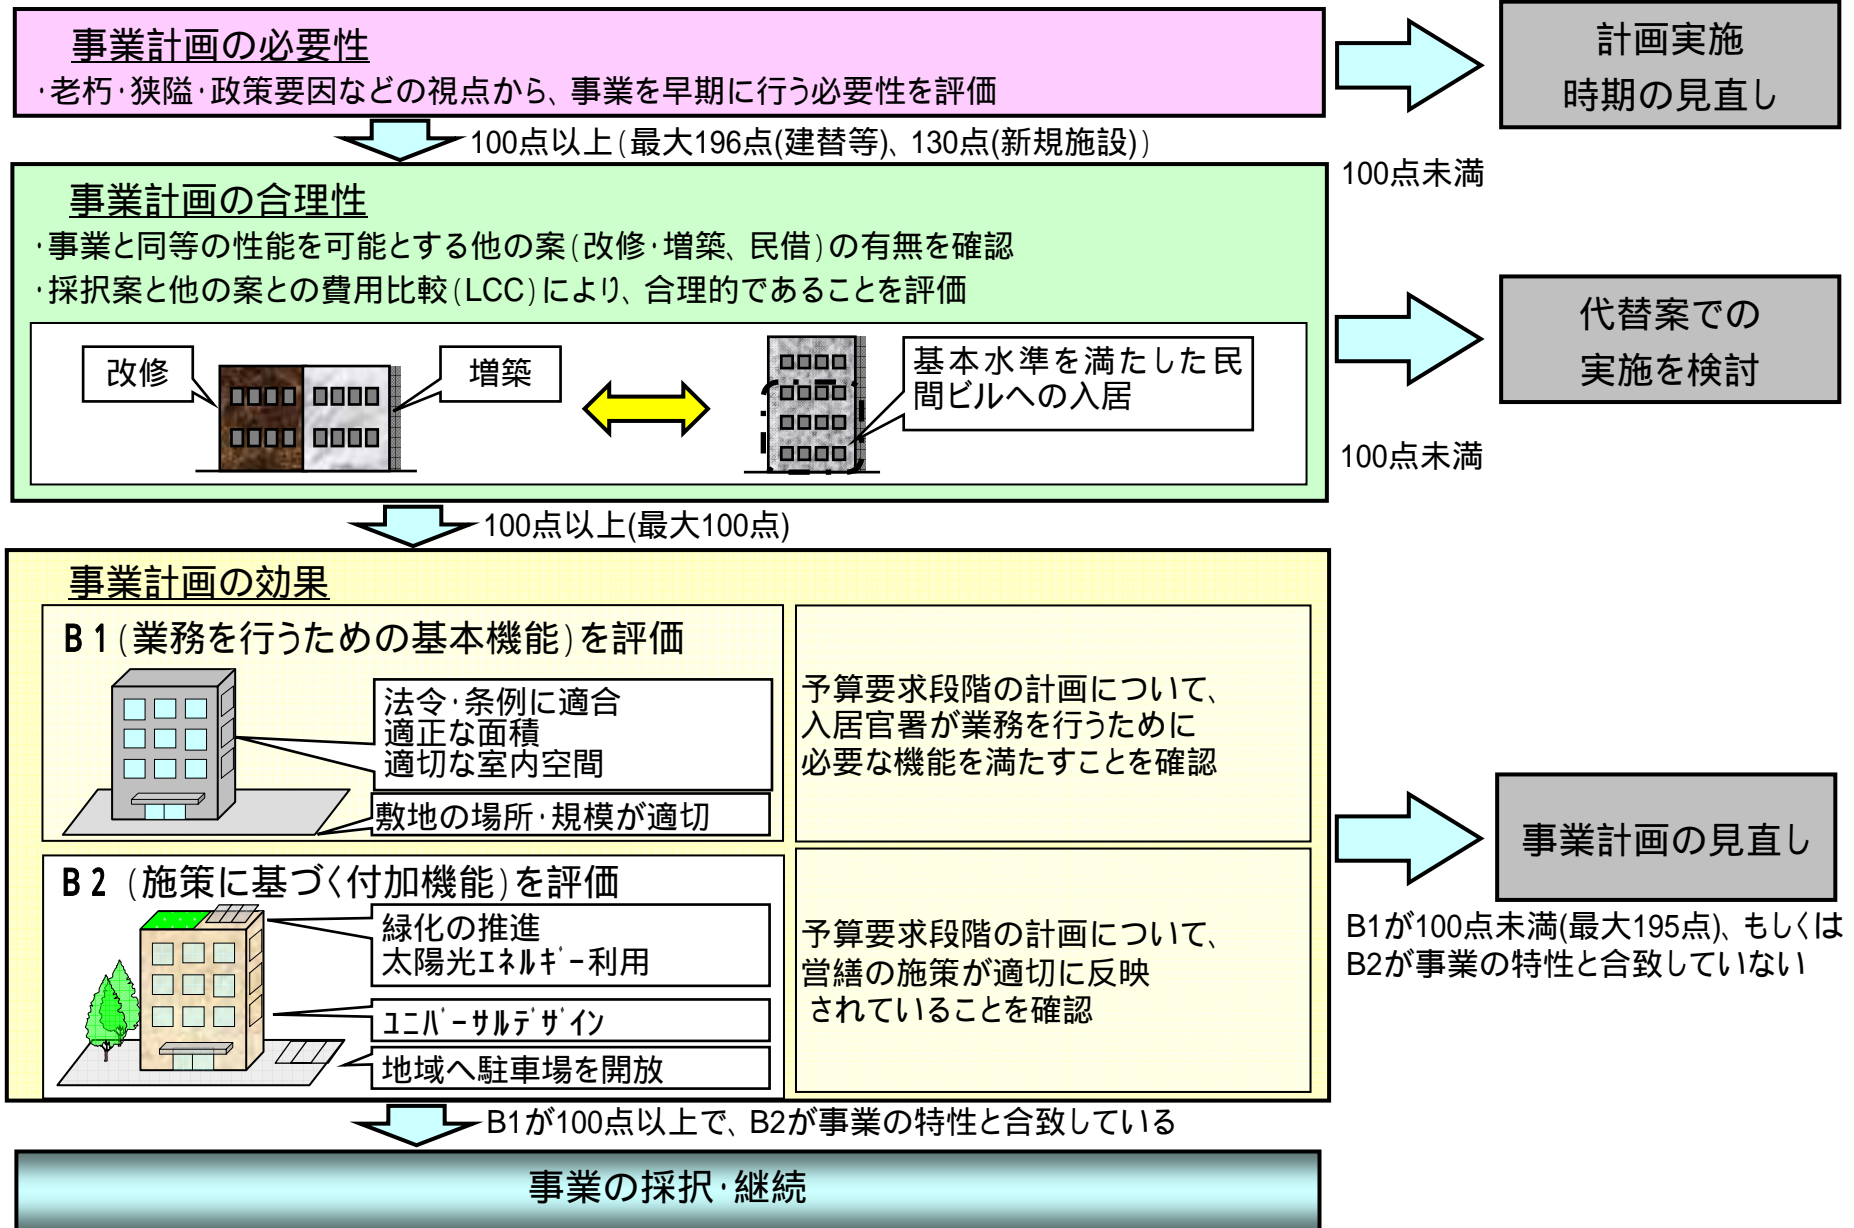 事業計画の必要性
・老朽・狭隘・政策要因などの視点から、事業を早期に行う必要性を評価
計画実施
時期の見直し
100点以上(最大196点(建替等)、130点(新規施設))
100点未満
事業計画の合理性
・事業と同等の性能を可能とする他の案(改修・増築、民借)の有無を確認
・採択案と他の案との費用比較(LCC)により、合理的であることを評価
改修
増築
基本水準を満たした民
間ビルへの入居
代替案での
実施を検討
100点未満
100点以上(最大100点)
事業計画の効果
B1(業務を行うための基本機能)を評価
法令・条例に適合
適正な面積
適切な室内空間
敷地の場所・規模が適切
予算要求段階の計画について、
入居官署が業務を行うために
必要な機能を満たすことを確認
B2 (施策に基づく付加機能)を評価
緑化の推進
太陽光エネルギー利用
ユニバーサルデザイン
地域へ駐車場を開放
予算要求段階の計画について、
営繕の施策が適切に反映
されていることを確認
事業計画の見直し
B1が100点未満(最大195点)、もしくは
B2が事業の特性と合致していない
B1が100点以上で、B2が事業の特性と合致している
事業の採択・継続